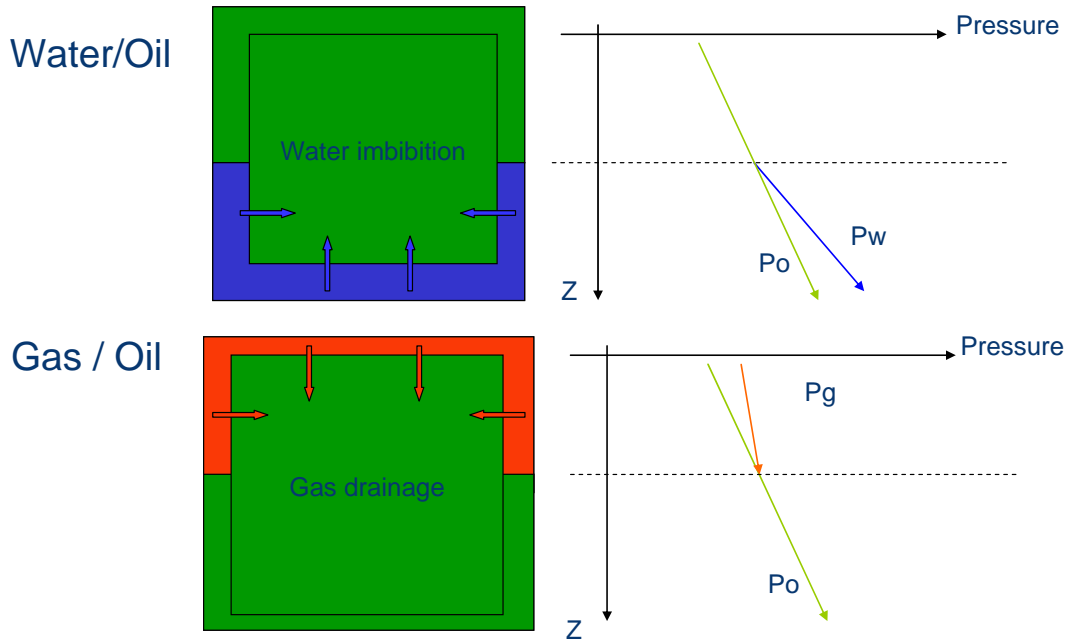 Water/Oil
Water imbibition
Pressure
Pw
Po
Z
Gas / Oil
Gas drainage
Pressure
Pg
Po
Z